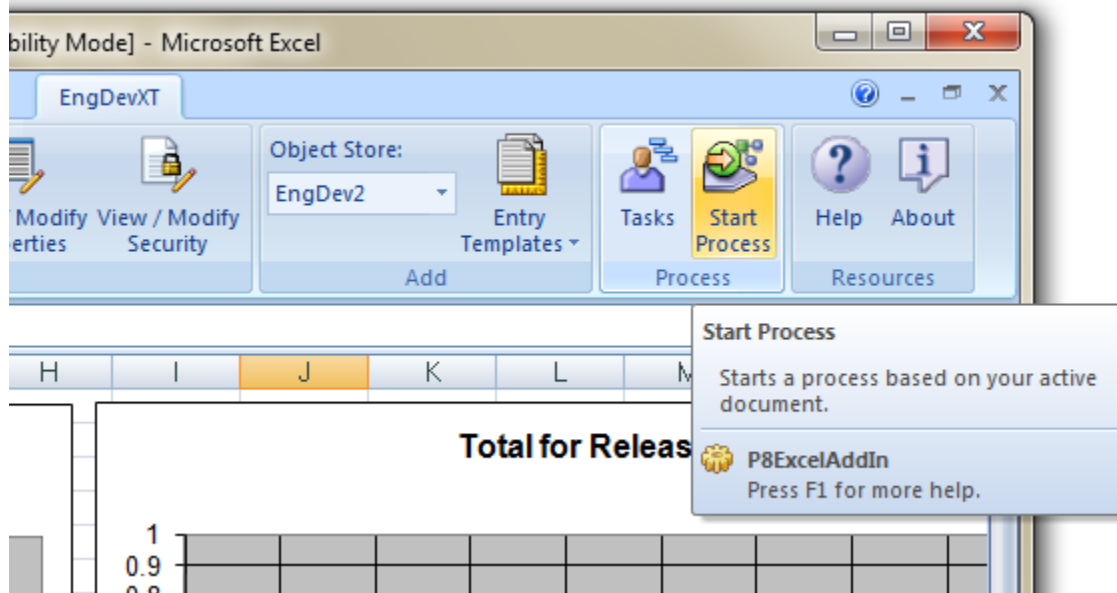 bility Mode] - Microsoft Excel
EngDevXT
Modify
erties
View / Modify
Security
Object Store:
EngDev2
Entry
Templates
Add
Tasks
Start
Process
Process
Help
About
Resources
Start Process
Starts a process based on your active
document.
P8ExcelAddIn
Press F1 for more help.
H I J K L M
Total for Releas
1
0.9
0.8